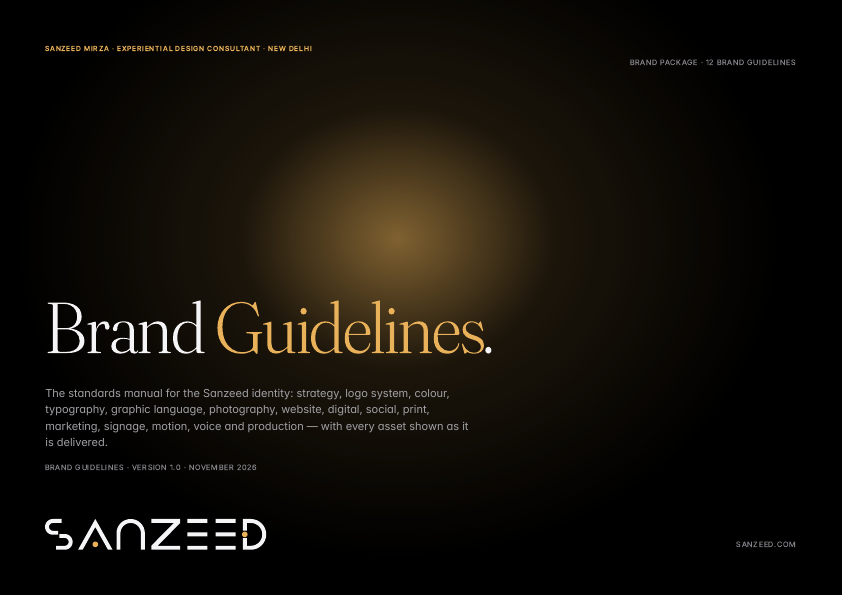 SANZEED MIRZA · EXPERIENTIAL DESIGN CONSULTANT · NEW DELHI
BRAND PACKAGE · 12 BRAND GUIDELINES
Brand Guidelines.
The standards manual for the Sanzeed identity: strategy, logo system, colour,
typography, graphic language, photography, website, digital, social, print,
marketing, signage, motion, voice and production — with every asset shown as it
is delivered.
BRAND GUIDELINES · VERSION 1.0 · NOVEMBER 2026
SANZEED
SANZEED.COM